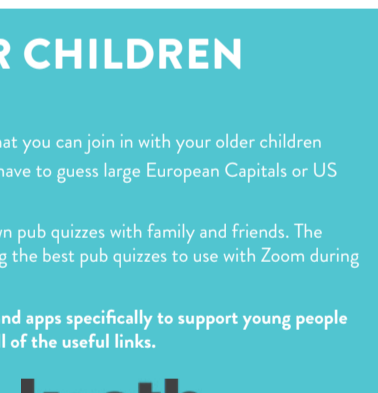 R CHILDREN
hat you can join in with your older children
have to guess large European Capitals or US
wn pub quizzes with family and friends. The
g the best pub quizzes to use with Zoom during
nd apps specifically to support young people
l of the useful links.